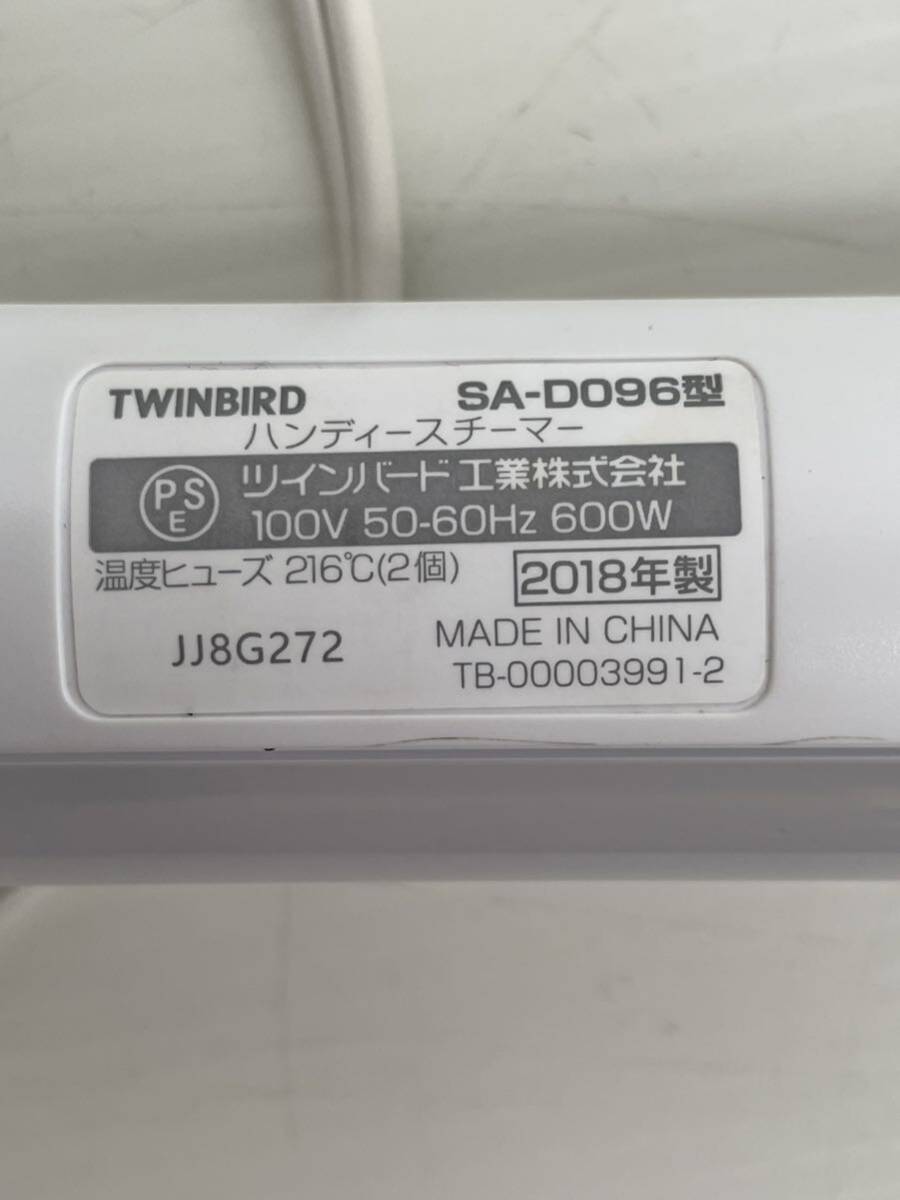 TWINBIRD SA-D096型
ハンディースチーマー
PSE ツインバード工業株式会社
100V 50-60Hz 600W
温度ヒューズ 216℃(2個) 2018年製
JJ8G272 MADE IN CHINA
TB-00003991-2